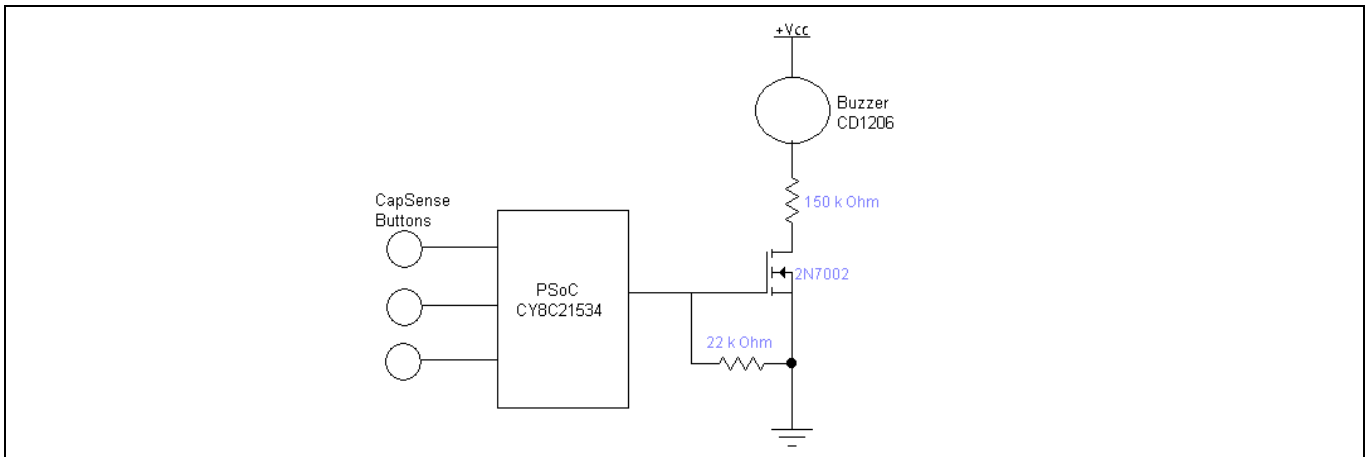 +Vcc
Buzzer
CD1206
150 k Ohm
CapSense
Buttons
2N7002
PSoC
CY8C21534
22 k Ohm